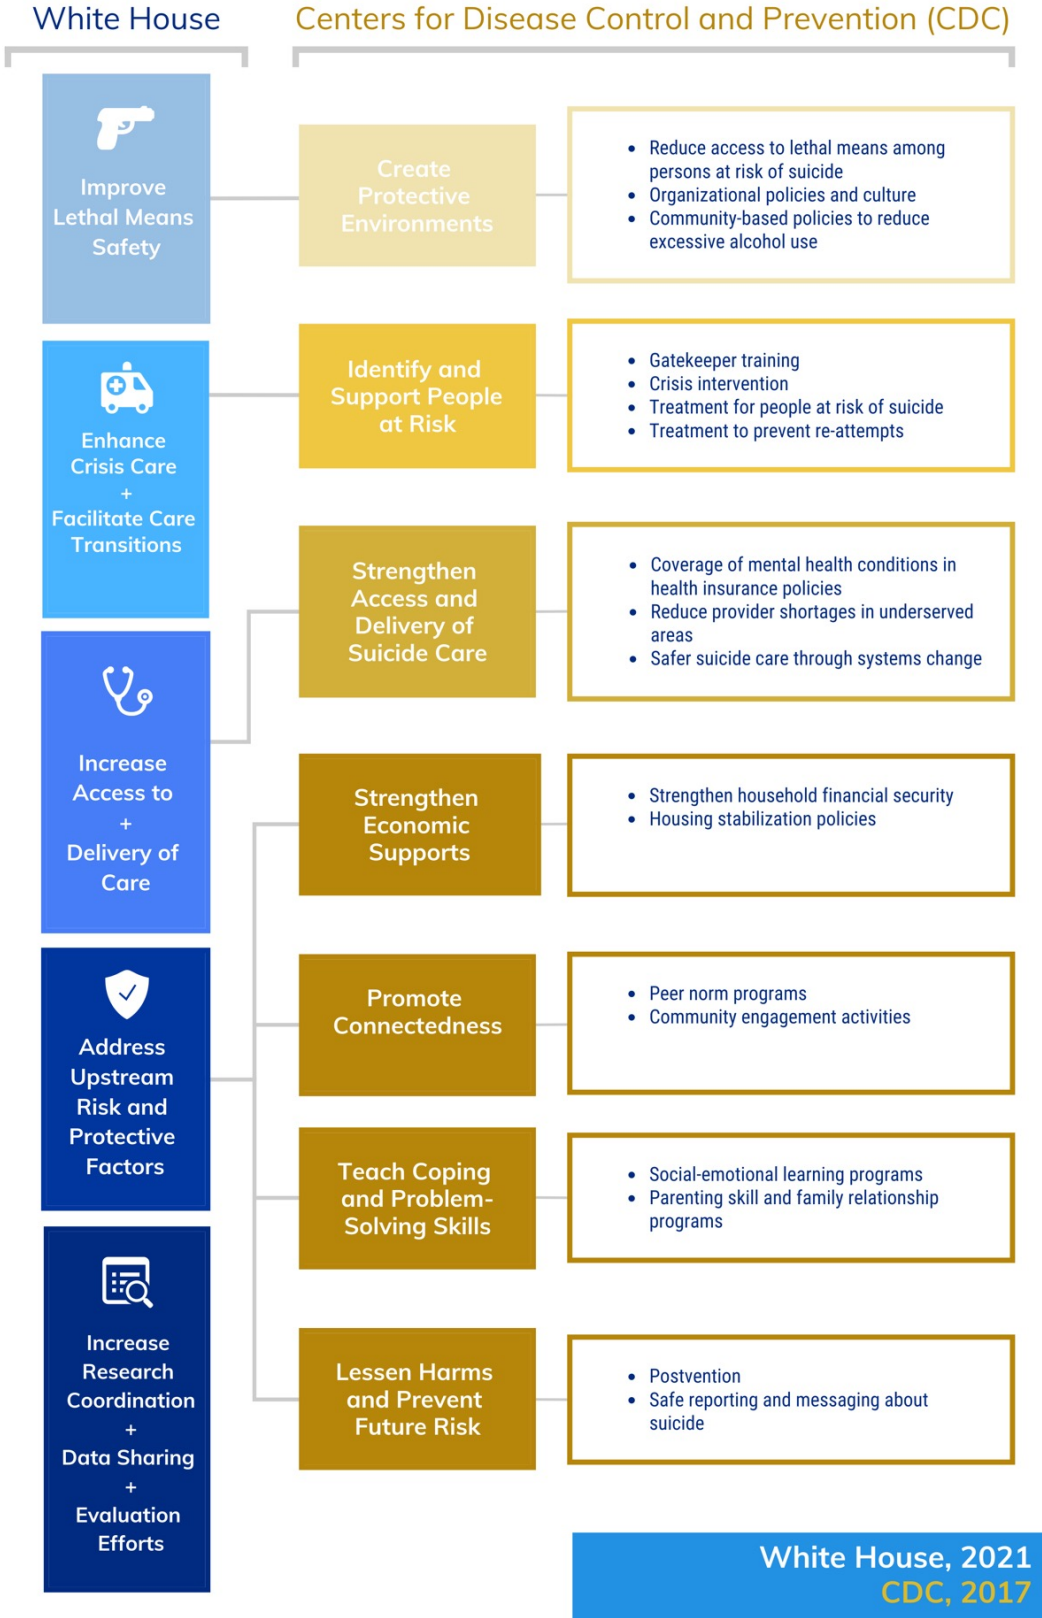 White House
Centers for Disease Control and Prevention (CDC)
Improve
Lethal Means
Safety
Create
Protective
Environments
• Reduce access to lethal means among
persons at risk of suicide
• Organizational policies and culture
• Community-based policies to reduce
excessive alcohol use
Enhance
Crisis Care
+
Facilitate Care
Transitions
Identify and
Support People
at Risk
• Gatekeeper training
• Crisis intervention
• Treatment for people at risk of suicide
• Treatment to prevent re-attempts
Increase
Access to
+
Delivery of
Care
Strengthen
Access and
Delivery of
Suicide Care
• Coverage of mental health conditions in
health insurance policies
• Reduce provider shortages in underserved
areas
• Safer suicide care through systems change
Address
Upstream
Risk and
Protective
Factors
Strengthen
Economic
Supports
• Strengthen household financial security
• Housing stabilization policies
Promote
Connectedness
• Peer norm programs
• Community engagement activities
Teach Coping
and Problem-
Solving Skills
• Social-emotional learning programs
• Parenting skill and family relationship
programs
Lessen Harms
and Prevent
Future Risk
• Postvention
• Safe reporting and messaging about
suicide
Increase
Research
Coordination
+
Data Sharing
+
Evaluation
Efforts
White House, 2021
CDC, 2017